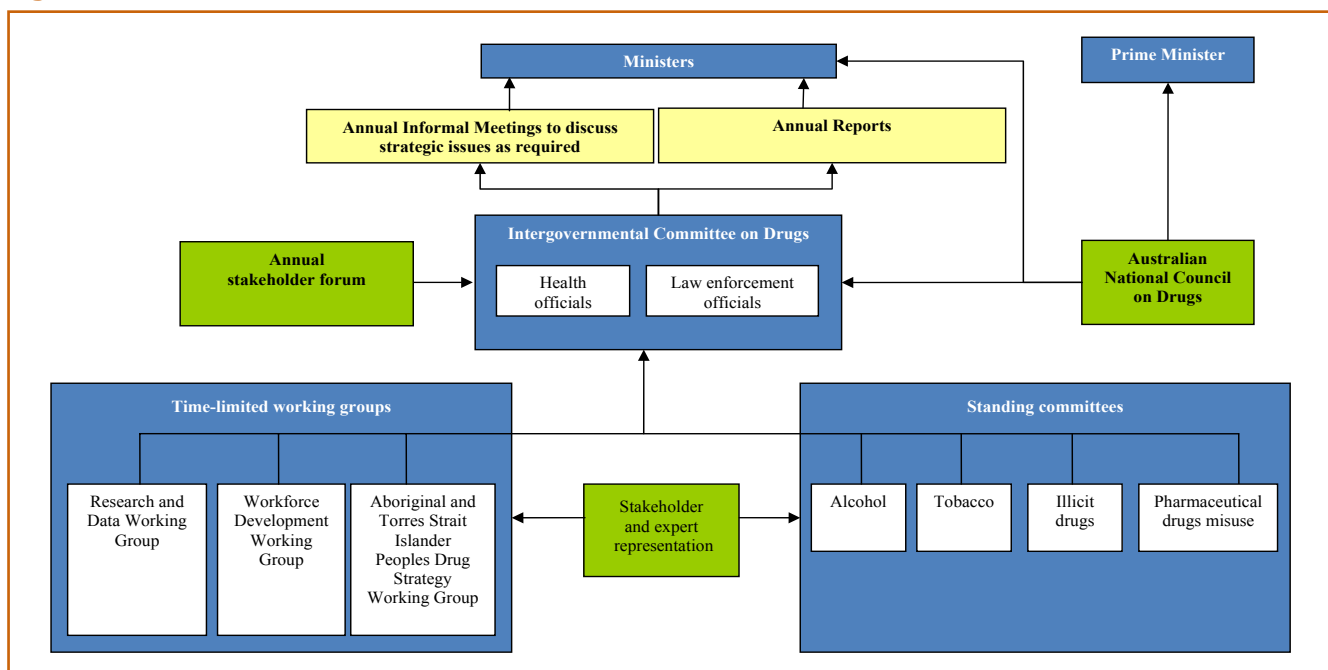 Ministers
Prime Minister
Annual Informal Meetings to discuss
strategic issues as required
Annual Reports
Intergovernmental Committee on Drugs
Health
officials
Law enforcement
officials
Annual
stakeholder forum
Australian
National Council
on Drugs
Time-limited working groups
Research and
Data Working
Group
Workforce
Development
Working
Group
Aboriginal and
Torres Strait
Islander
Peoples Drug
Strategy
Working Group
Stakeholder
and expert
representation
Standing committees
Alcohol
Tobacco
Illicit
drugs
Pharmaceutical
drugs misuse